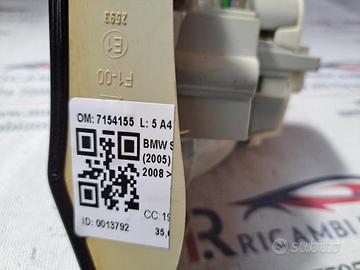 2593
E1
F1-00
OM: 7154155 L: 5 A4
BMW S
(2005)
2008 >
CC:19
35,
ID: 0013792
RICAMBI
subito